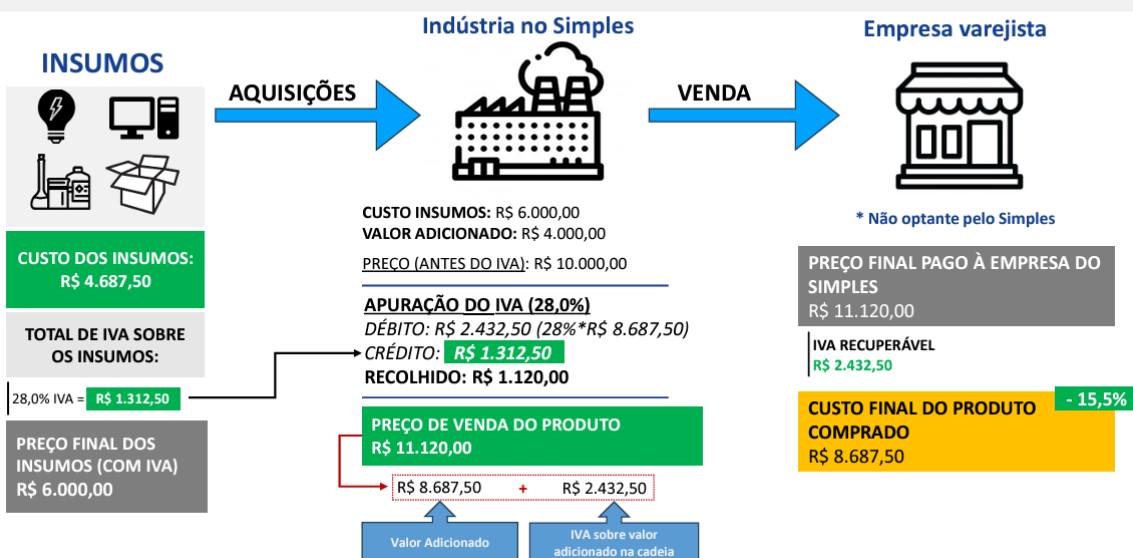 INSUMOS
CUSTO DOS INSUMOS:
R$ 4.687,50
TOTAL DE IVA SOBRE
OS INSUMOS:
28,0% IVA = R$ 1.312,50
PREÇO FINAL DOS
INSUMOS (COM IVA)
R$ 6.000,00
AQUISIÇÕES
Indústria no Simples
CUSTO INSUMOS: R$ 6.000,00
VALOR ADICIONADO: R$ 4.000,00
PREÇO (ANTES DO IVA): R$ 10.000,00
APURAÇÃO DO IVA (28,0%)
DÉBITO: R$ 2.432,50 (28%*R$ 8.687,50)
CRÉDITO: R$ 1.312,50
RECOLHIDO: R$ 1.120,00
PREÇO DE VENDA DO PRODUTO
R$ 11.120,00
R$ 8.687,50 + R$ 2.432,50
Valor Adicionado
IVA sobre valor
adicionado na cadeia
VENDA
Empresa varejista
* Não optante pelo Simples
PREÇO FINAL PAGO À EMPRESA DO
SIMPLES
R$ 11.120,00
IVA RECUPERÁVEL
R$ 2.432,50
- 15,5%
CUSTO FINAL DO PRODUTO
COMPRADO
R$ 8.687,50